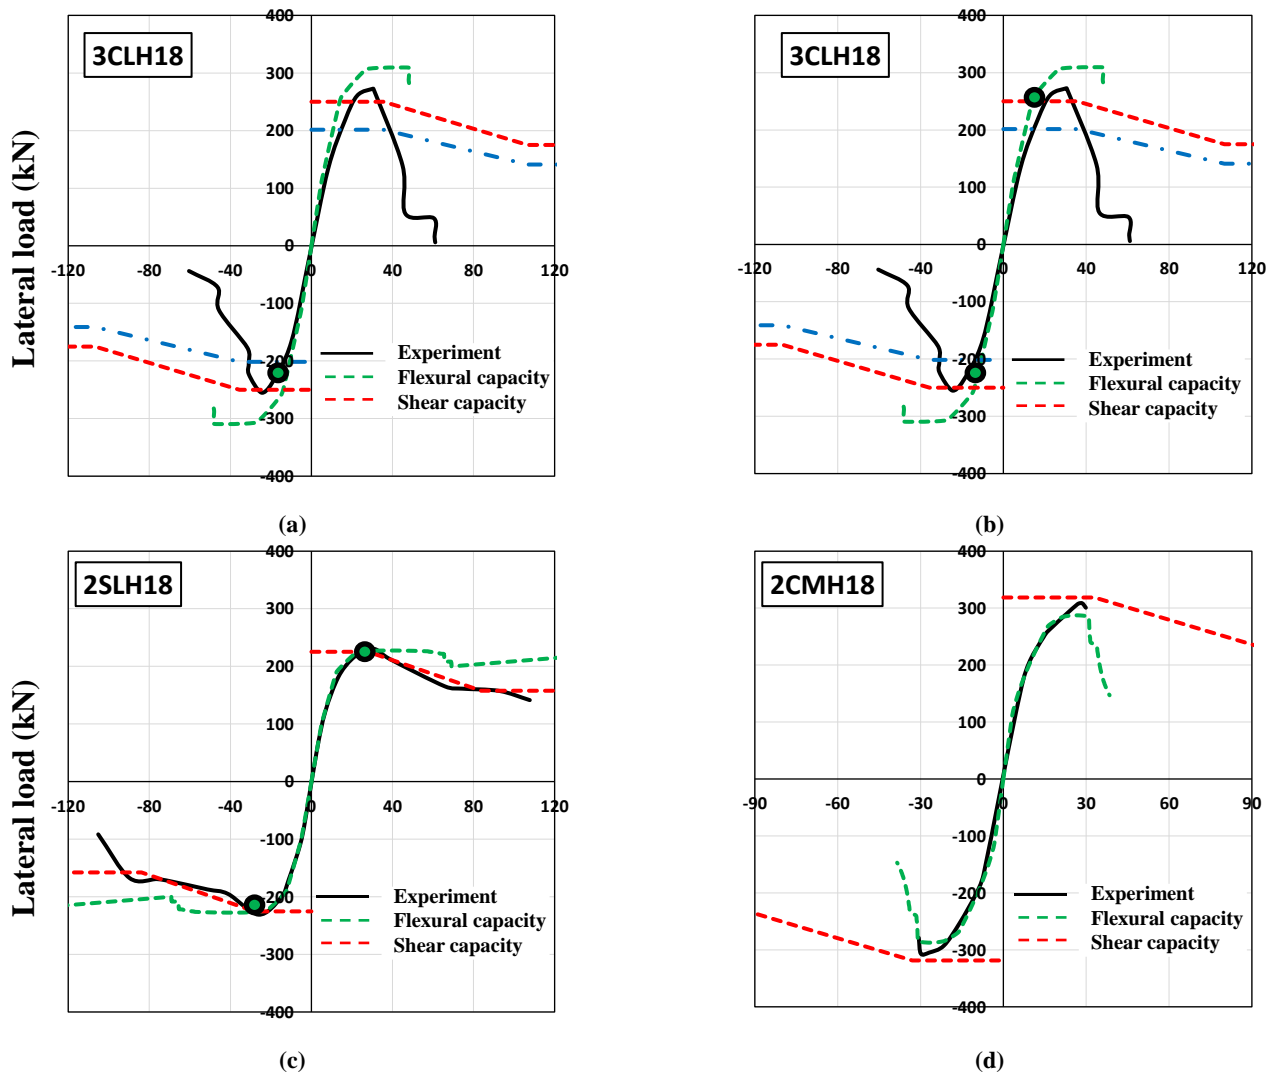 400
3CLH18
300
200
100
0
-120
-80
-40
0
40
80
120
-100
-200
Experiment
Flexural capacity
Shear capacity
-300
-400
Lateral load (kN)
(a)
400
3CLH18
300
200
100
0
-120
-80
-40
0
40
80
120
-100
-200
Experiment
Flexural capacity
Shear capacity
-300
-400
(b)
400
2SLH18
300
200
100
0
-120
-80
-40
0
40
80
120
-100
-200
Experiment
Flexural capacity
Shear capacity
-300
-400
Lateral load (kN)
(c)
400
2CMH18
300
200
100
0
-90
-60
-30
0
30
60
90
-100
-200
Experiment
Flexural capacity
Shear capacity
-300
-400
(d)